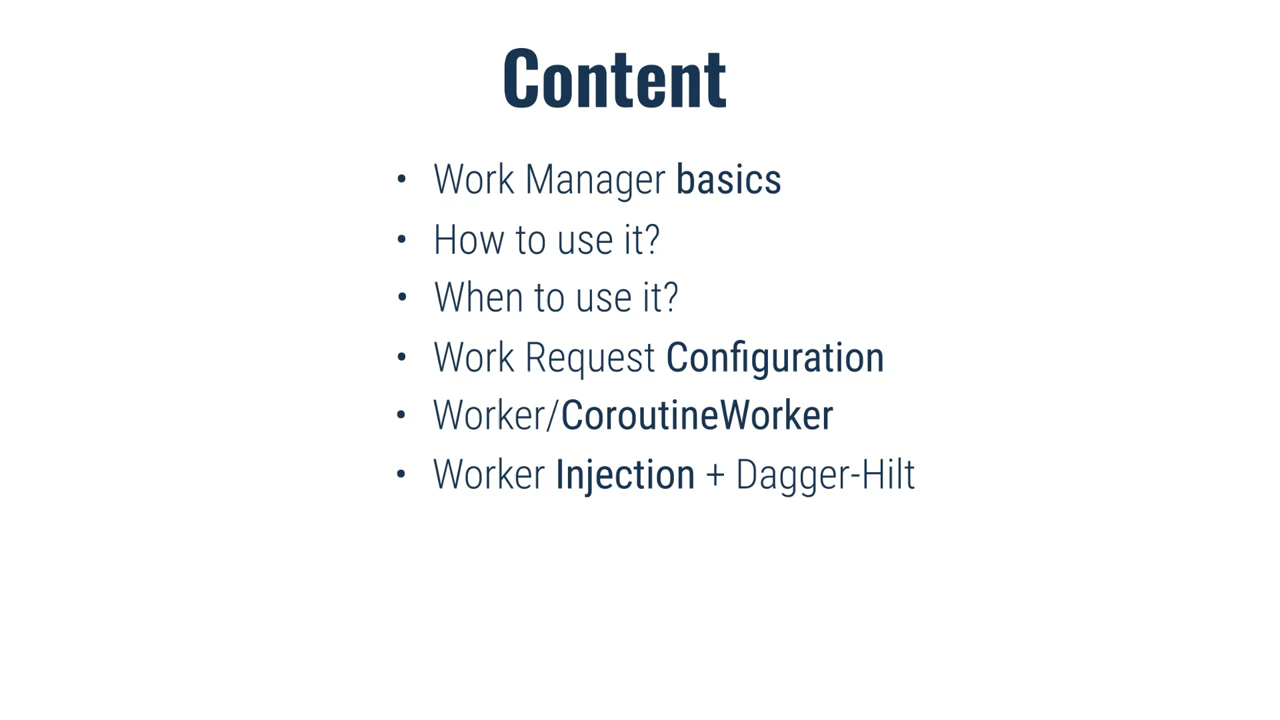 Content
• Work Manager basics
• How to use it?
• When to use it?
• Work Request Configuration
• Worker/CoroutineWorker
• Worker Injection + Dagger-Hilt